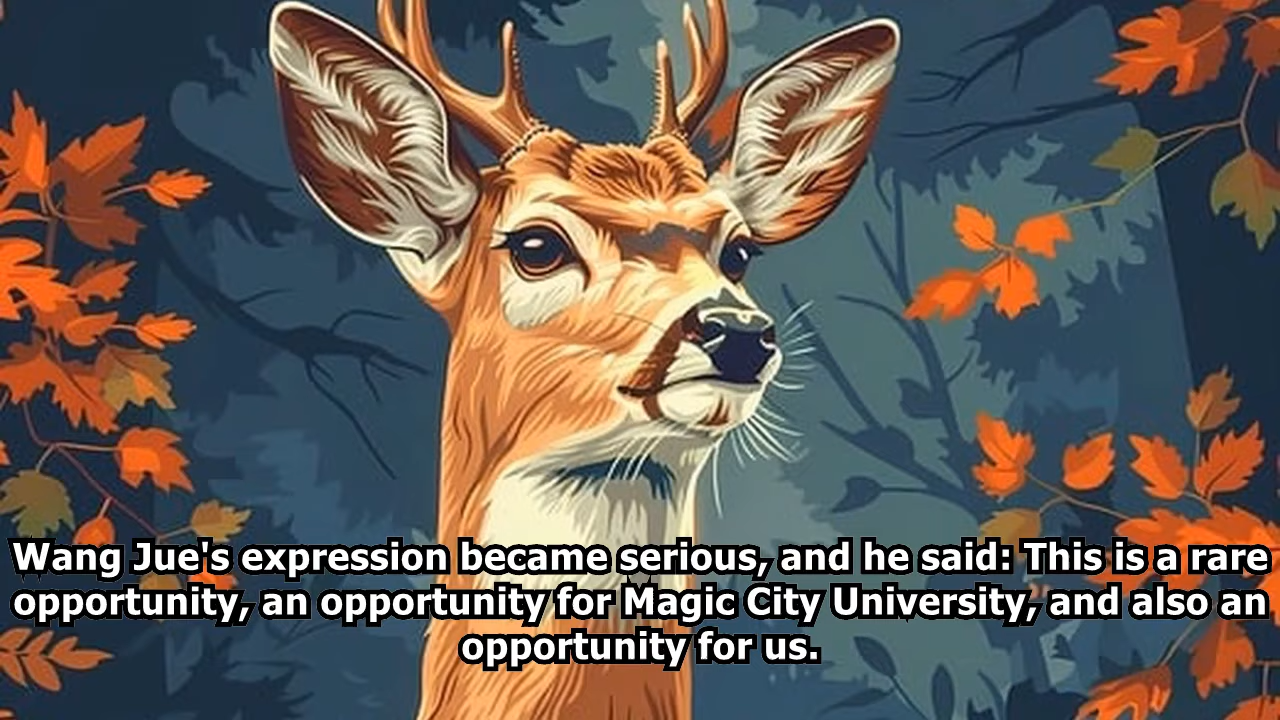 Wang Jue's expression became serious, and he said: This is a rare
opportunity, an opportunity for Magic City University, and also an
opportunity for us.